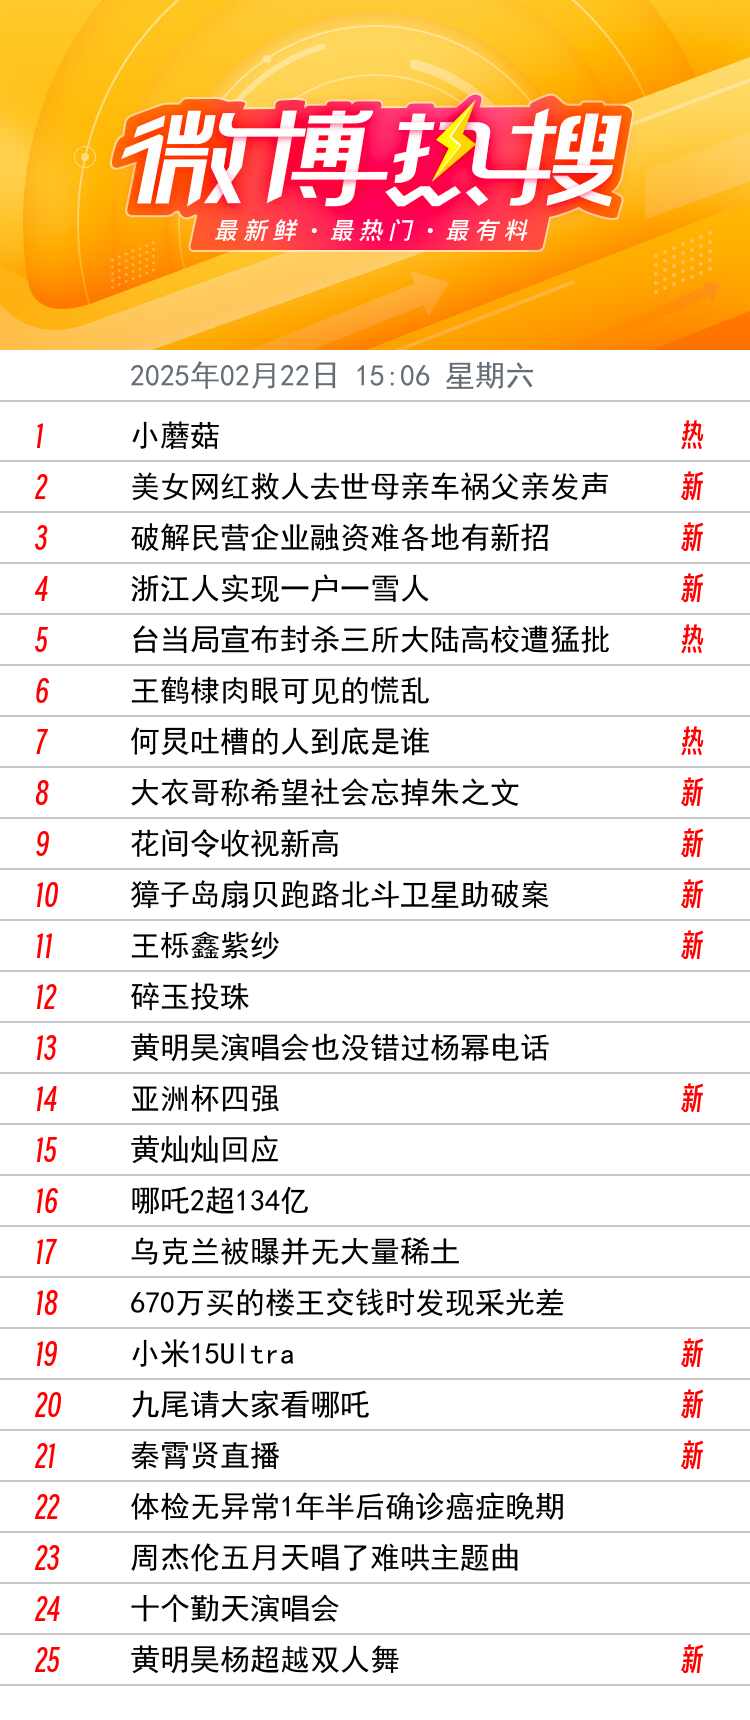 微博热搜
最新鲜·最热门·最有料
2025年02月22日 15:06 星期六
1 小蘑菇 热
2 美女网红救人去世母亲车祸父亲发声 新
3 破解民营企业融资难各地有新招 新
4 浙江人实现一户一雪人 新
5 台当局宣布封杀三所大陆高校遭猛批 热
6 王鹤棣肉眼可见的慌乱
7 何炅吐槽的人到底是谁 热
8 大衣哥称希望社会忘掉朱之文 新
9 花间令收视新高 新
10 獐子岛扇贝跑路北斗卫星助破案 新
11 王栎鑫紫纱 新
12 碎玉投珠
13 黄明昊演唱会也没错过杨幂电话
14 亚洲杯四强 新
15 黄灿灿回应
16 哪吒2超134亿
17 乌克兰被曝并无大量稀土
18 670万买的楼王交钱时发现采光差
19 小米15Ultra 新
20 九尾请大家看哪吒 新
21 秦霄贤直播 新
22 体检无异常1年半后确诊癌症晚期
23 周杰伦五月天唱了难哄主题曲
24 十个勤天演唱会
25 黄明昊杨超越双人舞 新